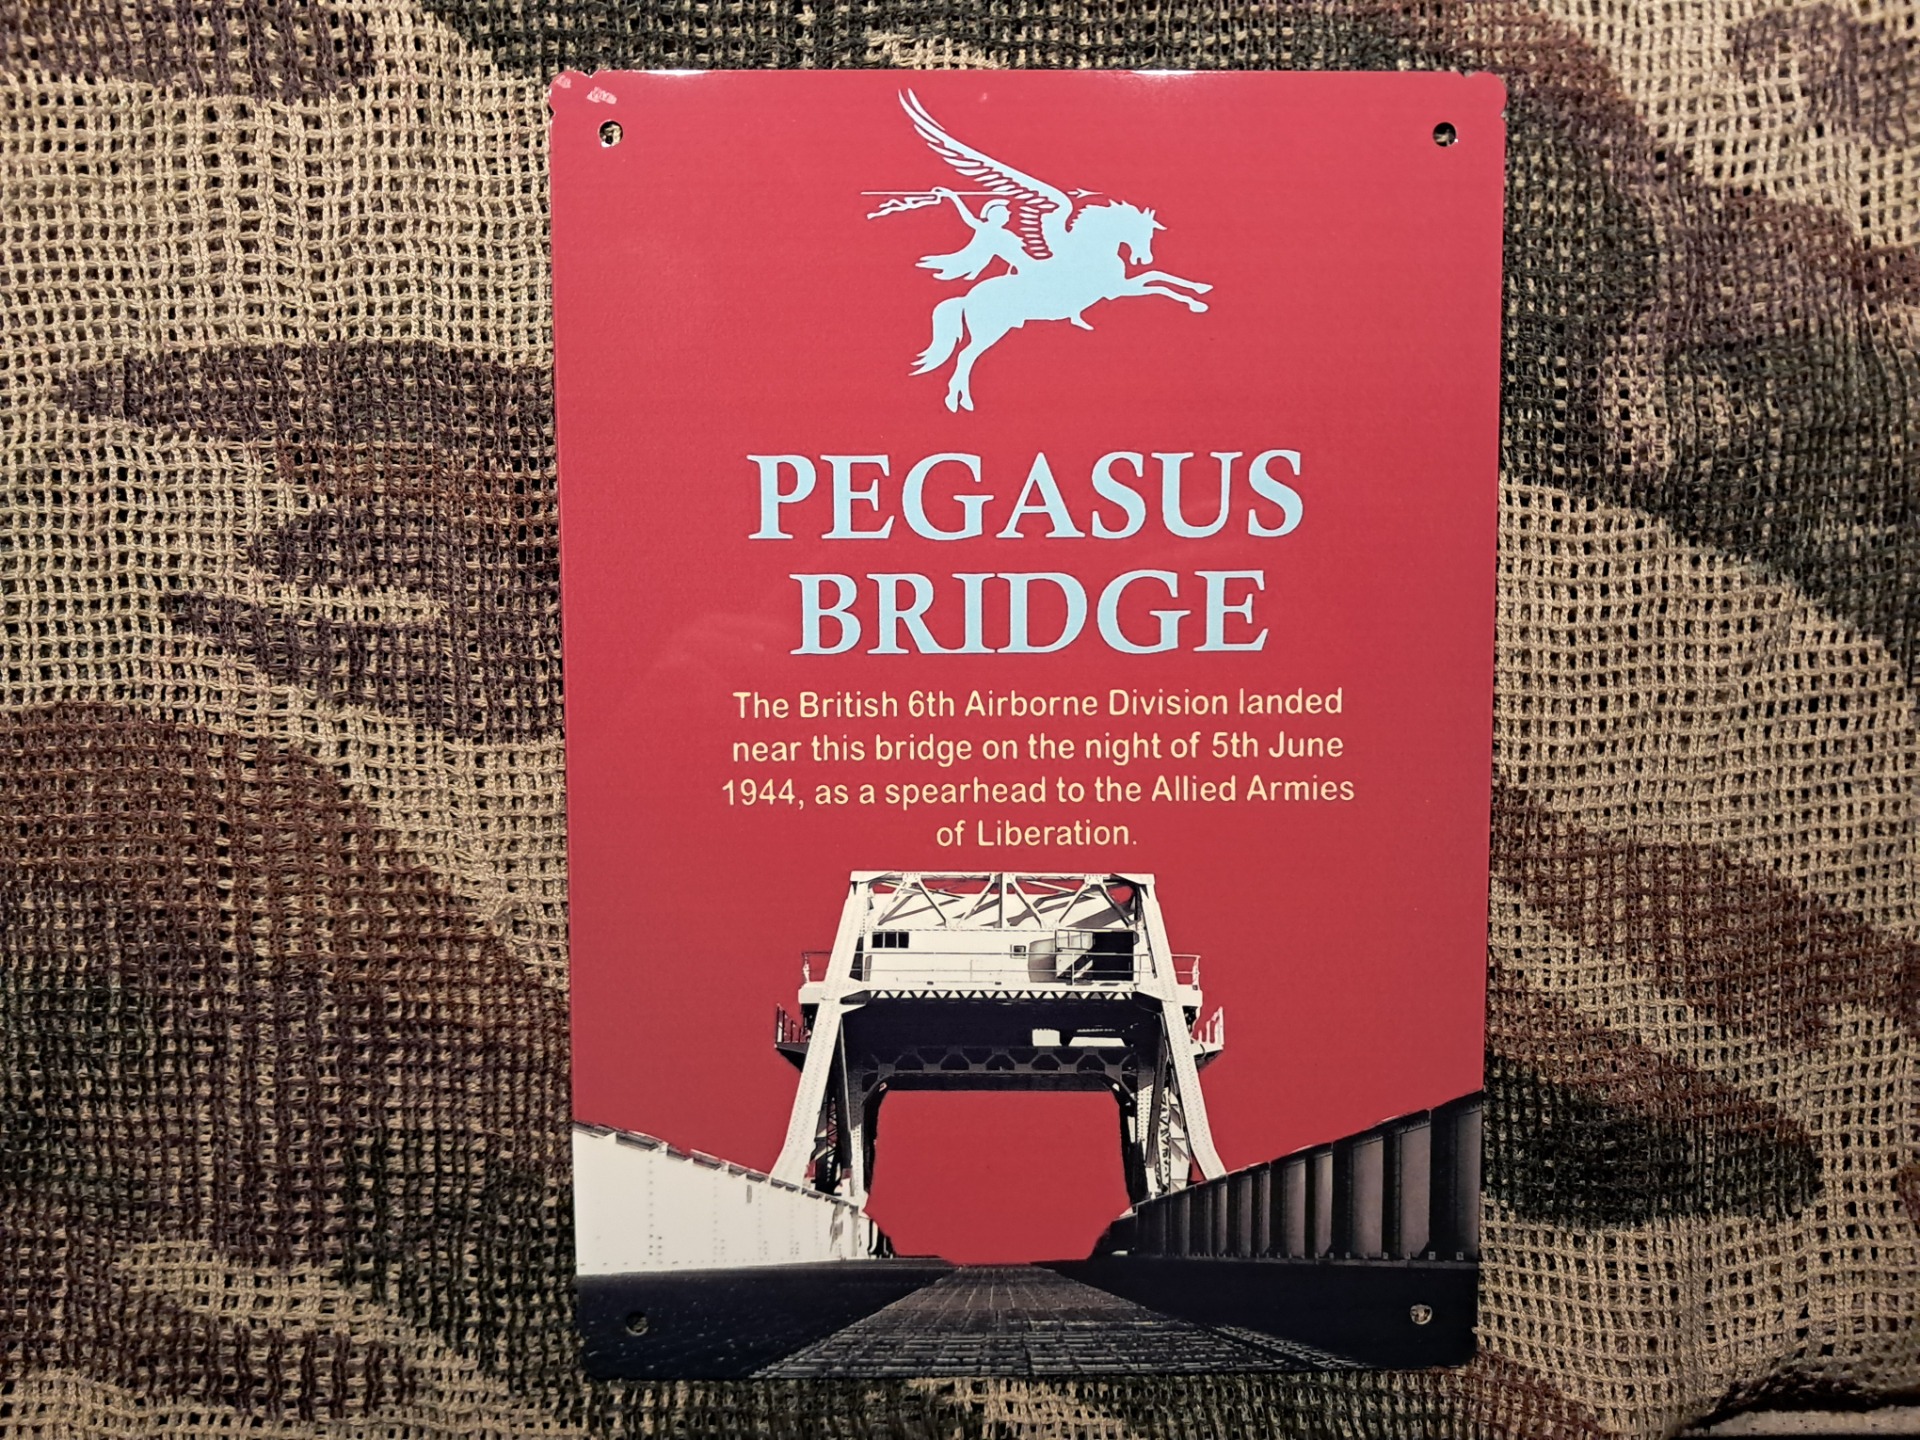 PEGASUS
BRIDGE
The British 6th Airborne Division landed
near this bridge on the night of 5th June
1944, as a spearhead to the Allied Armies
of Liberation.